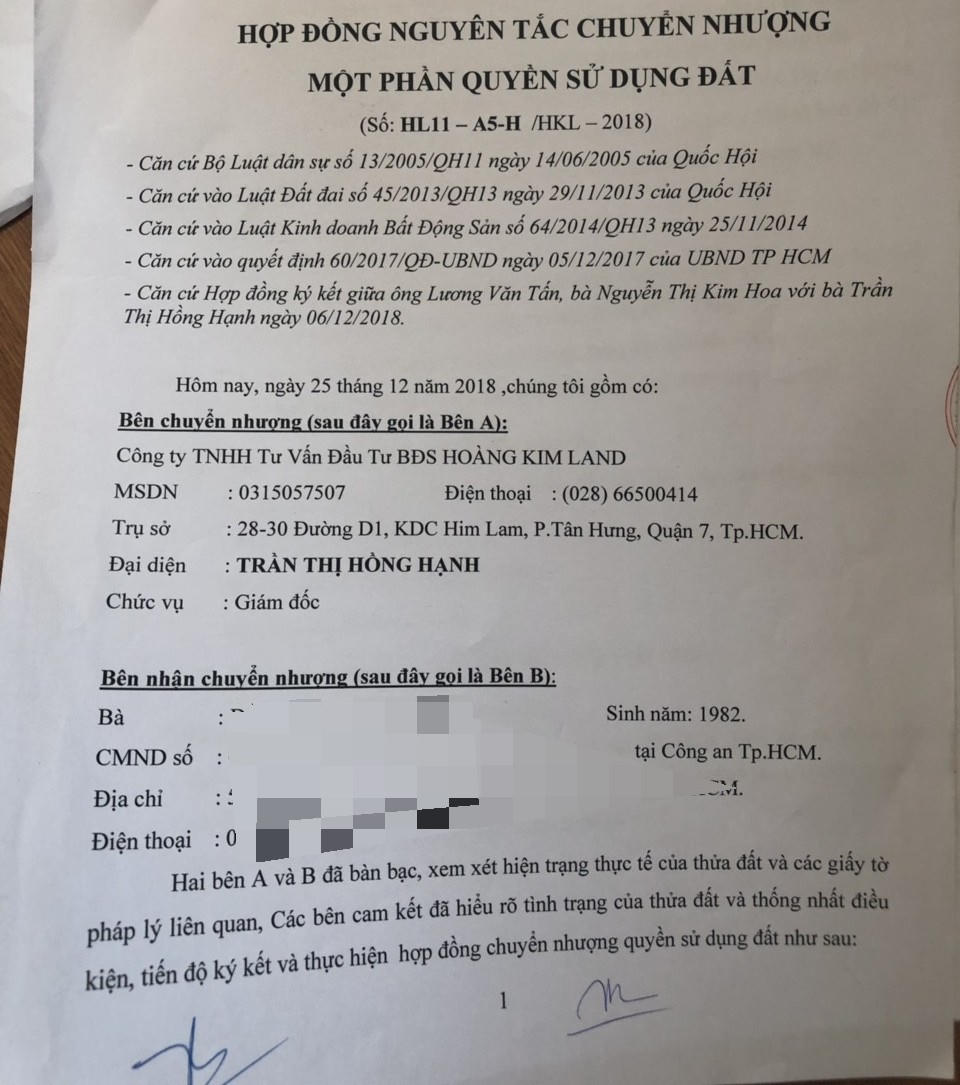 HỢP ĐỒNG NGUYÊN TẮC CHUYỂN NHƯỢNG
MỘT PHẦN QUYỀN SỬ DỤNG ĐẤT
(Số: HL11 – A5-H /HKL – 2018)
- Căn cứ Bộ Luật dân sự số 13/2005/QH11 ngày 14/06/2005 của Quốc Hội
- Căn cứ vào Luật Đất đai số 45/2013/QH13 ngày 29/11/2013 của Quốc Hội
- Căn cứ vào Luật Kinh doanh Bất Động Sản số 64/2014/QH13 ngày 25/11/2014
- Căn cứ vào quyết định 60/2017/QĐ-UBND ngày 05/12/2017 của UBND TP HCM
- Căn cứ Hợp đồng ký kết giữa ông Lương Văn Tấn, bà Nguyễn Thị Kim Hoa với bà Trần
Thị Hồng Hạnh ngày 06/12/2018.
Hôm nay, ngày 25 tháng 12 năm 2018 ,chúng tôi gồm có:
Bên chuyển nhượng (sau đây gọi là Bên A):
Công ty TNHH Tư Vấn Đầu Tư BĐS HOÀNG KIM LAND
MSDN : 0315057507 Điện thoại : (028) 66500414
Trụ sở : 28-30 Đường D1, KDC Him Lam, P.Tân Hưng, Quận 7, Tp.HCM.
Đại diện : TRẦN THỊ HỒNG HẠNH
Chức vụ : Giám đốc
Bên nhận chuyển nhượng (sau đây gọi là Bên B):
Bà : Sinh năm: 1982.
CMND số : tại Công an Tp.HCM.
Địa chỉ :
Điện thoại : 0
Hai bên A và B đã bàn bạc, xem xét hiện trạng thực tế của thửa đất và các giấy tờ
pháp lý liên quan, Các bên cam kết đã hiểu rõ tình trạng của thửa đất và thống nhất điều
kiện, tiến độ ký kết và thực hiện hợp đồng chuyển nhượng quyền sử dụng đất như sau:
1